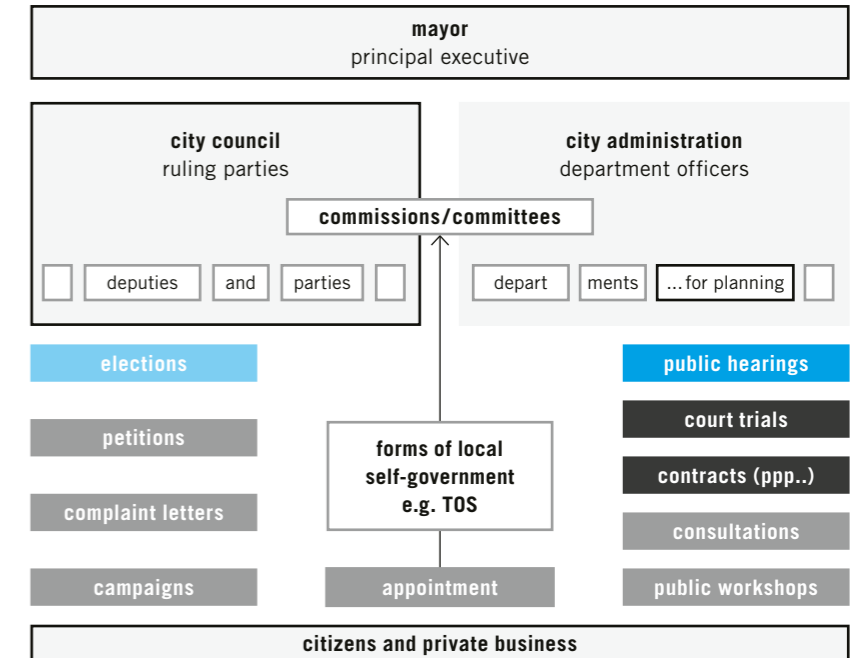 mayor
principal executive
city council
ruling parties
city administration
department officers
commissions/committees
deputies and parties
depart ments ...for planning
elections
public hearings
petitions
court trials
forms of local
self-government
e.g. TOS
contracts (ppp..)
complaint letters
consultations
campaigns
appointment
public workshops
citizens and private business